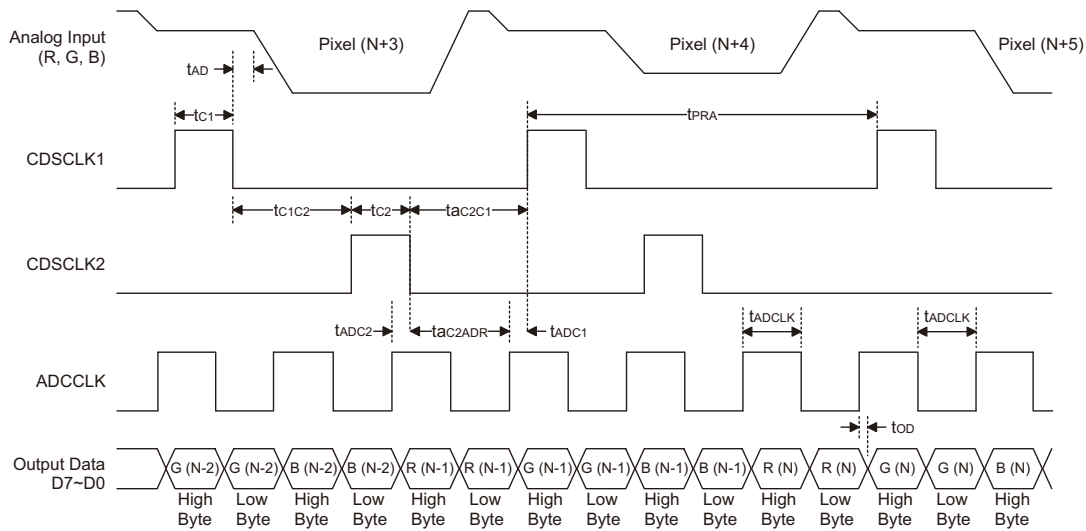 Analog Input
(R, G, B)
Pixel (N+3)
Pixel (N+4)
Pixel (N+5)
tAD
tC1
tPRA
CDSCLK1
tC1C2
tC2
taC2C1
CDSCLK2
tADC2
taC2ADR
tADC1
tADCLK
tADCLK
ADCCLK
tOD
Output Data
D7~D0
G (N-2)
G (N-2)
B (N-2)
B (N-2)
R (N-1)
R (N-1)
G (N-1)
G (N-1)
B (N-1)
B (N-1)
R (N)
R (N)
G (N)
G (N)
B (N)
High
Byte
Low
Byte
High
Byte
Low
Byte
High
Byte
Low
Byte
High
Byte
Low
Byte
High
Byte
Low
Byte
High
Byte
Low
Byte
High
Byte
Low
Byte
High
Byte